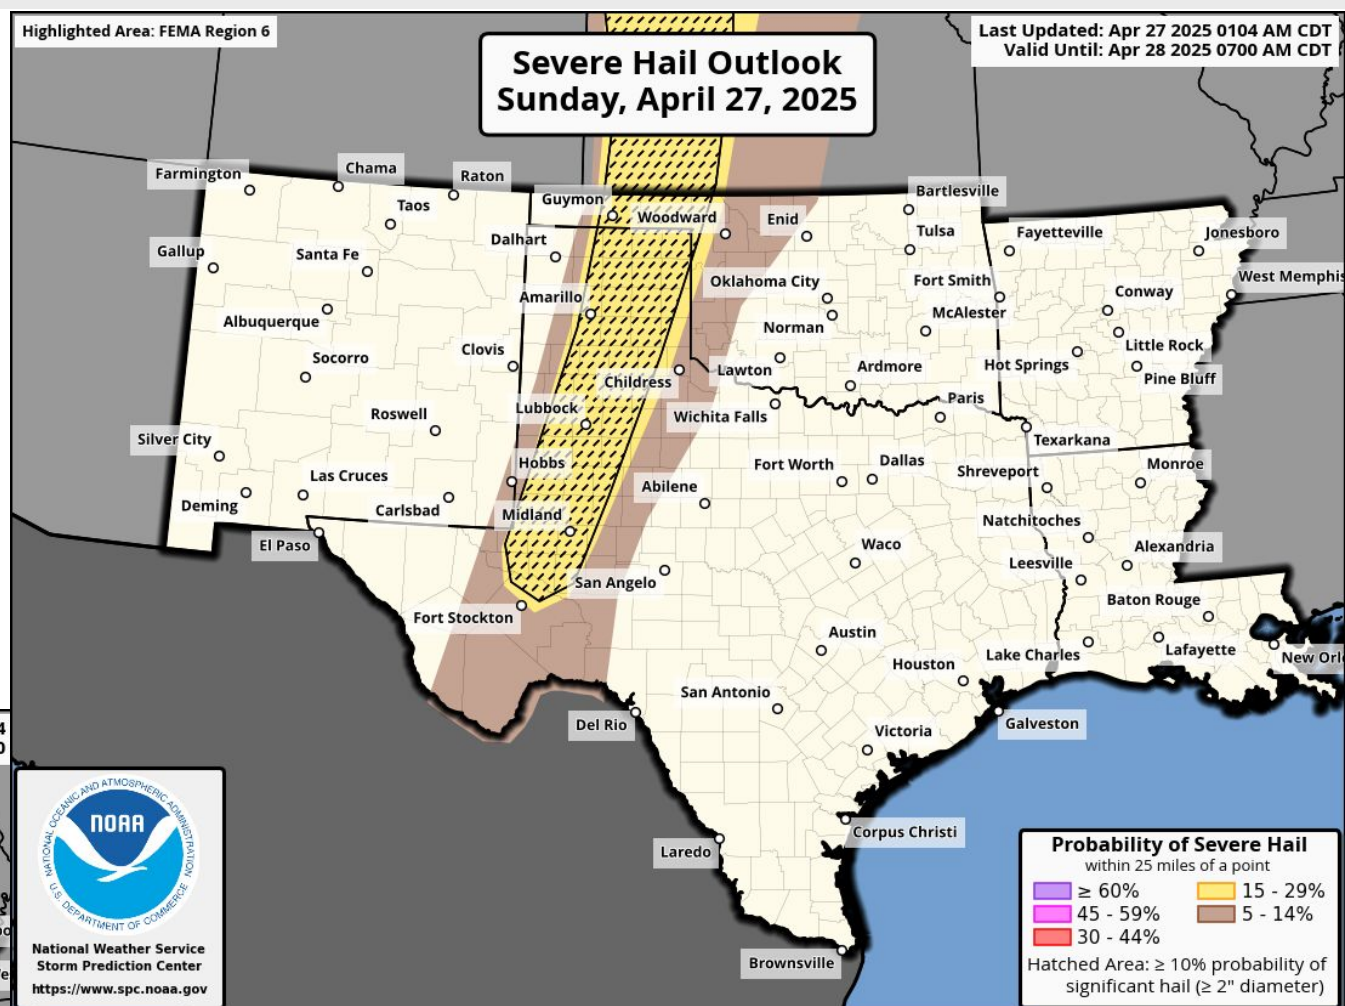 Highlighted Area: FEMA Region 6
Severe Hail Outlook
Sunday, April 27, 2025
Last Updated: Apr 27 2025 0104 AM CDT
Valid Until: Apr 28 2025 0700 AM CDT
Farmington
Chama
Raton
Taos
Guymon
Woodward
Enid
Bartlesville
Tulsa
Fayetteville
Jonesboro
Gallup
Santa Fe
Dalhart
Oklahoma City
Fort Smith
West Memphis
Albuquerque
Amarillo
Norman
McAlester
Conway
Little Rock
Socorro
Clovis
Childress
Lawton
Ardmore
Hot Springs
Pine Bluff
Roswell
Lubbock
Wichita Falls
Paris
Texarkana
Silver City
Las Cruces
Hobbs
Abilene
Fort Worth
Dallas
Shreveport
Monroe
Deming
Carlsbad
Midland
Natchitoches
El Paso
San Angelo
Waco
Leesville
Alexandria
Fort Stockton
Baton Rouge
Austin
Houston
Lake Charles
Lafayette
New Orl
San Antonio
Del Rio
Victoria
Galveston
Laredo
Corpus Christi
Brownsville
4
0
NATIONAL OCEANIC AND ATMOSPHERIC ADMINISTRATION
NOAA
U.S. DEPARTMENT OF COMMERCE
National Weather Service
Storm Prediction Center
https://www.spc.noaa.gov
Probability of Severe Hail
within 25 miles of a point
≥ 60%
15 - 29%
45 - 59%
5 - 14%
30 - 44%
Hatched Area: ≥ 10% probability of
significant hail (≥ 2" diameter)